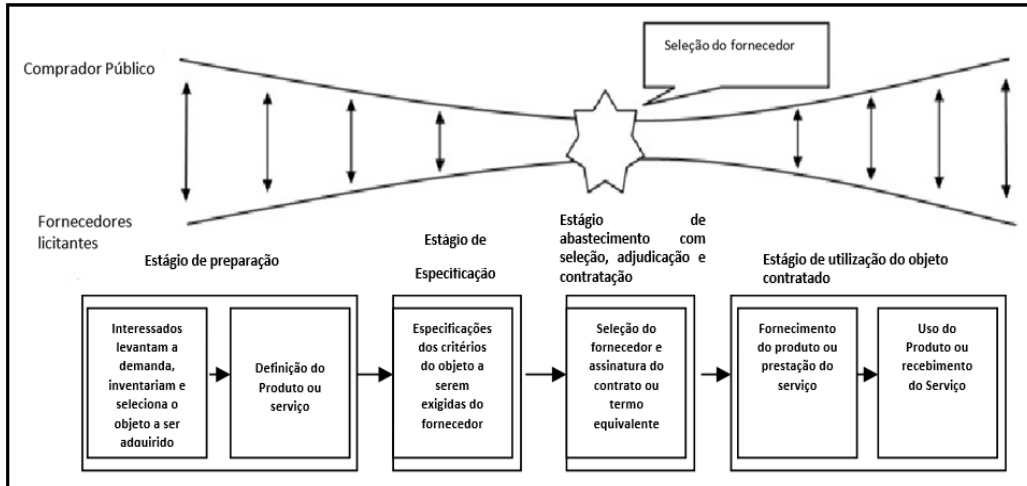 Seleção do fornecedor
Comprador Público
Fornecedores
licitantes
Estágio de preparação
Estágio de
Especificação
Estágio de
abastecimento com
seleção, adjudicação e
contratação
Estágio de utilização do objeto
contratado
Interessados
levantam a
demanda,
inventariam e
seleciona o
objeto a ser
adquirido
Definição do
Produto ou
serviço
Especificações
dos critérios
do objeto a
serem
exigidas do
fornecedor
Seleção do
fornecedor e
assinatura do
contrato ou
termo
equivalente
Fornecimento
do produto ou
prestação do
serviço
Uso do
Produto ou
recebimento
do Serviço